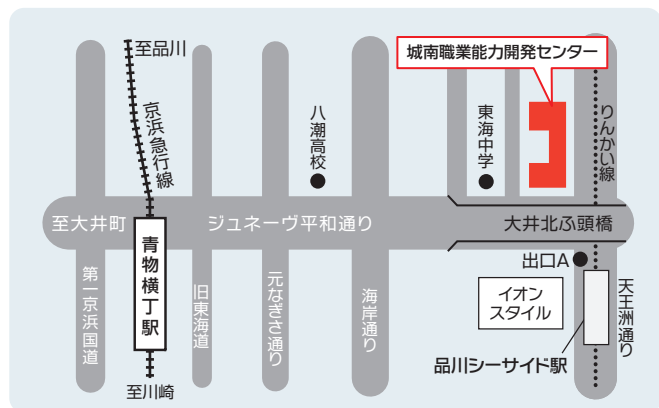 至品川
城南職業能力開発センター
京浜急行線
八潮高校
東海中学
りんかい線
至大井町
ジュネーヴ平和通り
大井北ふ頭橋
青物横丁駅
出口A
第一京浜国道
旧東海道
元なぎさ通り
海岸通り
イオン
スタイル
天王洲通り
品川シーサイド駅
至川崎